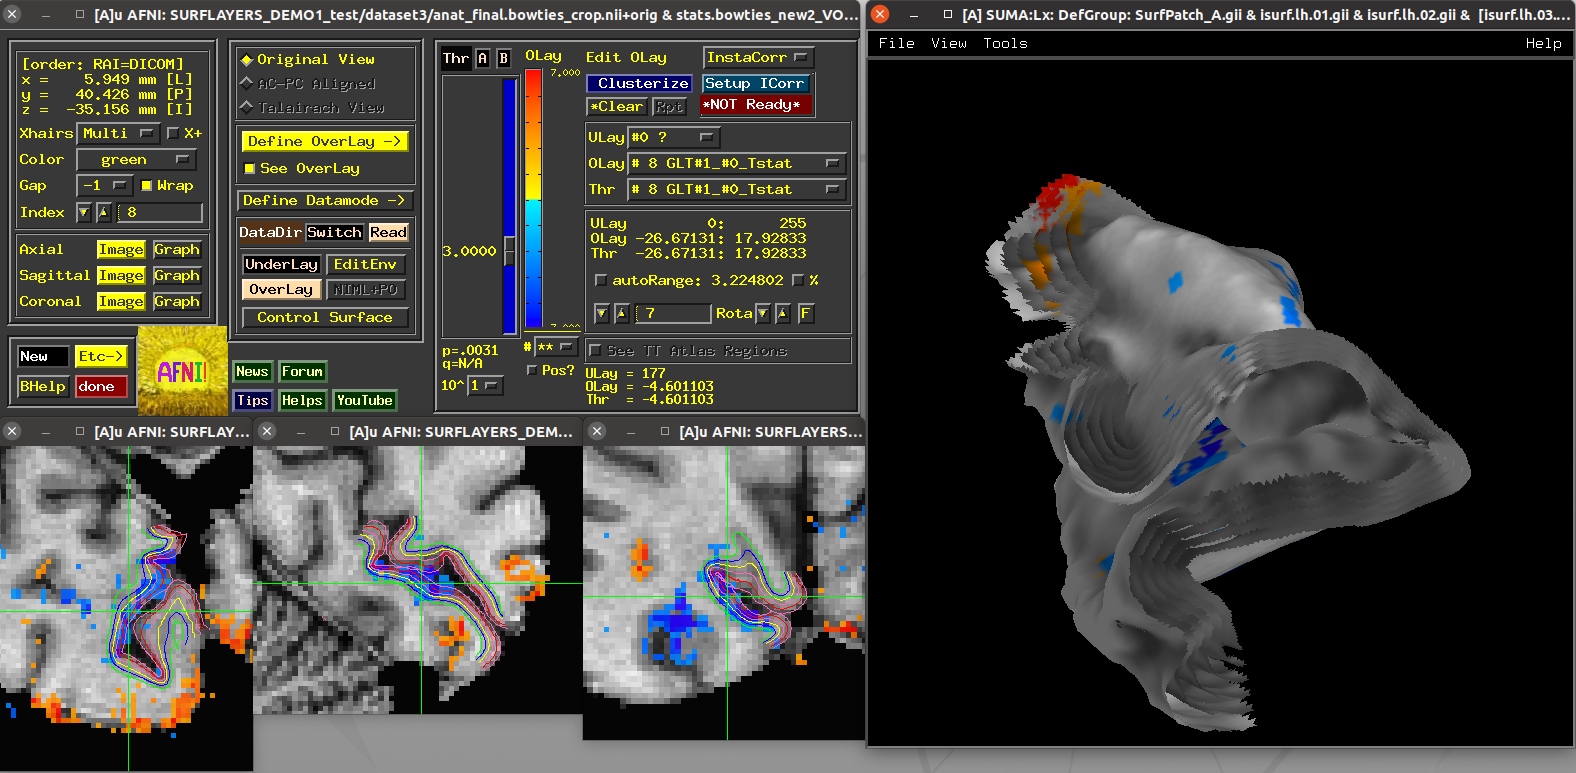 [A]u AFNI: SURFLAYERS_DEMO1_test/dataset3/anat_final.bowties_crop.nii+orig & stats.bowties_new2_VO...
[A] SUMA:Lx: DefGroup: SurfPatch_A.gii & isurf.lh.01.gii & isurf.lh.02.gii & [isurf.lh.03....
File View Tools Help
[order: RAI=DICOM]
x = 5.949 mm [L]
y = 40.426 mm [P]
z = -35.156 mm [I]
Xhairs Multi X+
Color green
Gap -1 Wrap
Index 8
Axial Image Graph
Sagittal Image Graph
Coronal Image Graph
New Etc->
BHelp done
AFNI!
Original View
AC-PC Aligned
Talairach View
Define OverLay ->
See OverLay
Define Datamode ->
DataDir Switch Read
UnderLay EditEnv
OverLay NIML+PO
Control Surface
News Forum
Tips Helps YouTube
Thr A B
3.0000
p=.0031
q=N/A
10^ 1
OLay
7.000
# **
Pos?
Edit OLay InstaCorr
Clusterize Setup ICorr
*Clear Rpt *NOT Ready*
ULay #0 ?
OLay # 8 GLT#1_#0_Tstat
Thr # 8 GLT#1_#0_Tstat
ULay 0: 255
OLay -26.67131: 17.92833
Thr -26.67131: 17.92833
autoRange: 3.224802 %
7 Rota F
See TT Atlas Regions
ULay = 177
OLay = -4.601103
Thr = -4.601103
[A]u AFNI: SURFLAY...
[A]u AFNI: SURFLAYERS_DEM...
[A]u AFNI: SURFLAYERS...